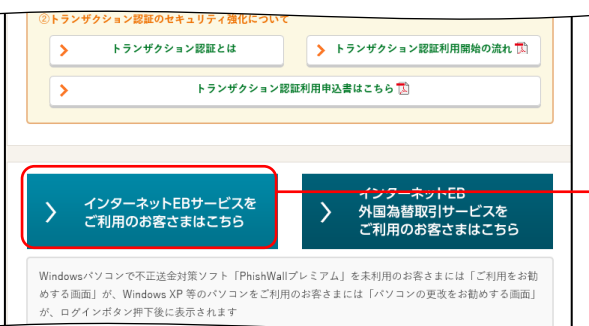 ②トランザクション認証のセキュリティ強化について
トランザクション認証とは
トランザクション認証利用開始の流れ
トランザクション認証利用申込書はこちら
インターネットEBサービスを
ご利用のお客さまはこちら
インターネットEB
外国為替取引サービスを
ご利用のお客さまはこちら
Windowsパソコンで不正送金対策ソフト「PhishWallプレミアム」を未利用のお客さまには「ご利用をお勧
めする画面」が、Windows XP 等のパソコンをご利用のお客さまには「パソコンの更改をお勧めする画面」
が、ログインボタン押下後に表示されます